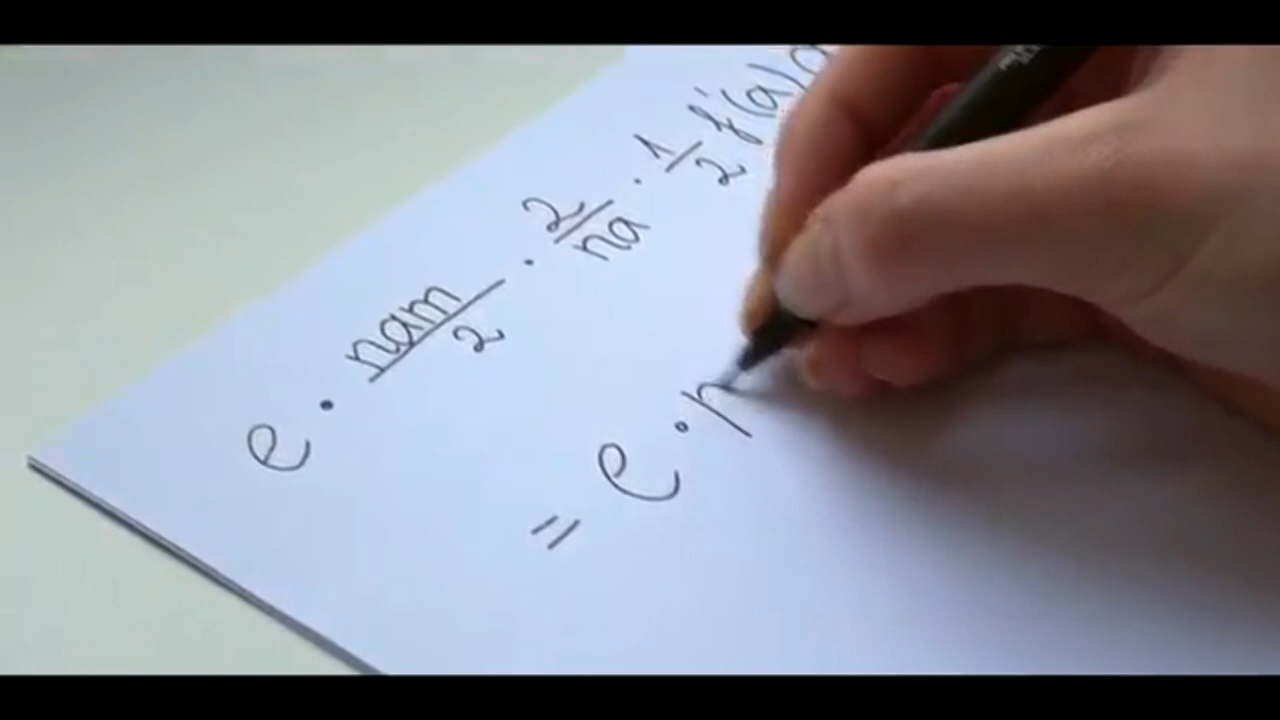 e · nam/2 · 2/na · 1/2 f'(a)
= e ·